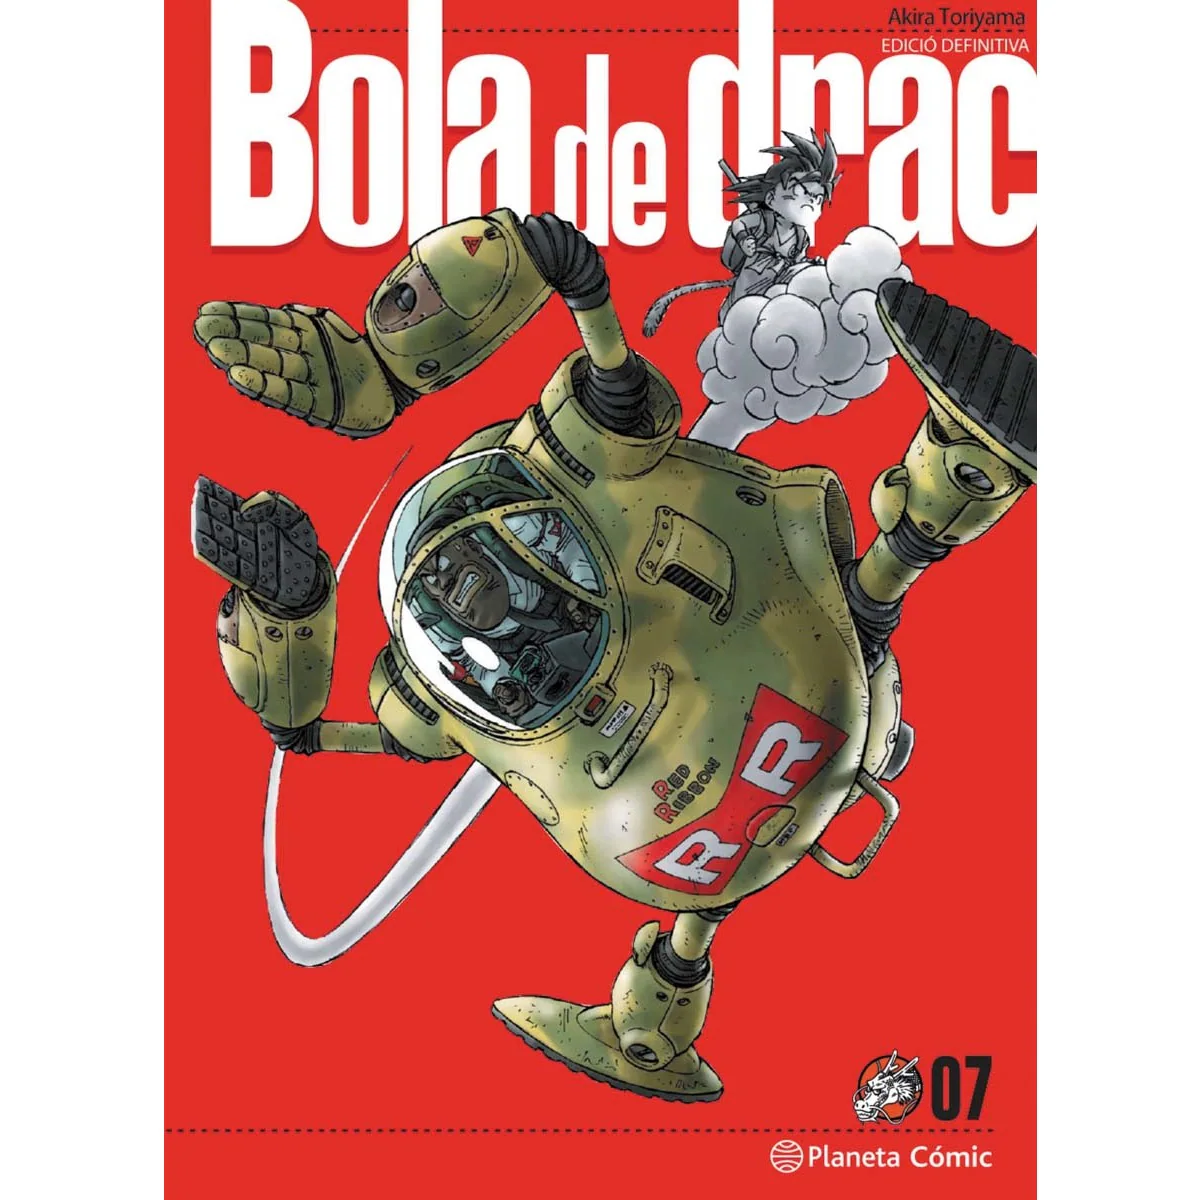 Akira Toriyama
EDICIÓ DEFINITIVA
Bola de drac
RED
RIBBON
R R
07
Planeta Cómic